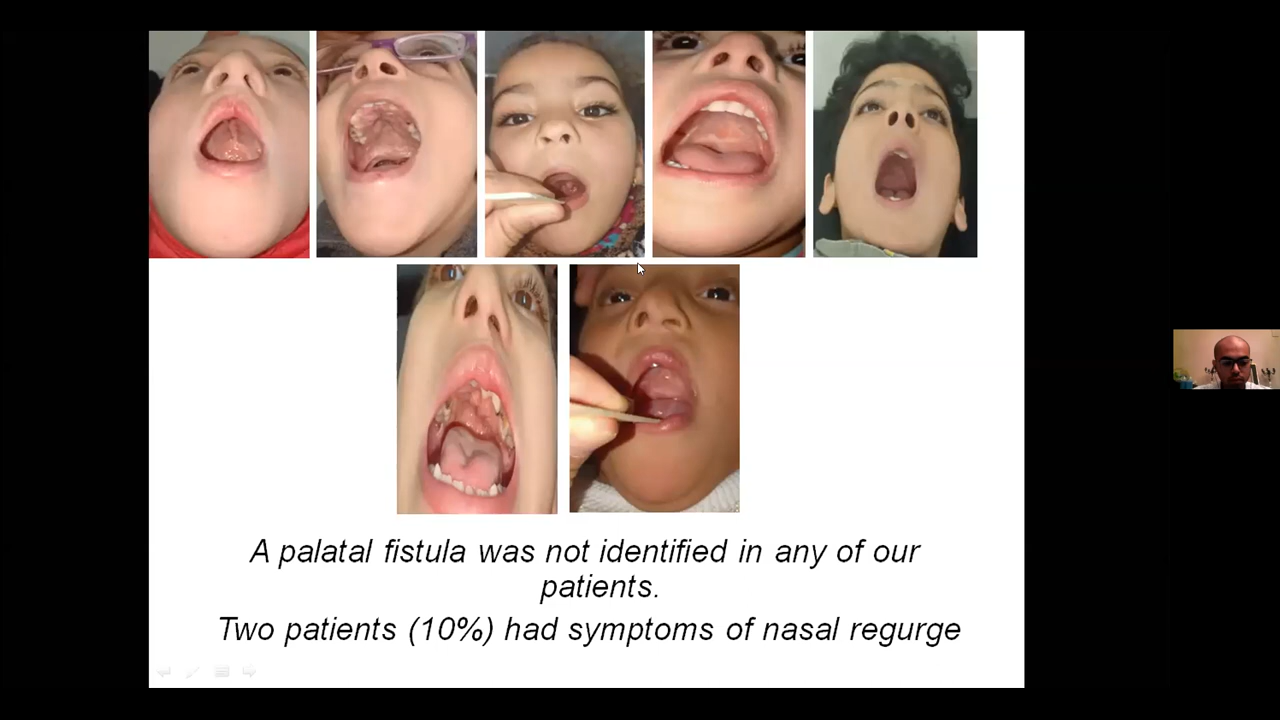 A palatal fistula was not identified in any of our
patients.
Two patients (10%) had symptoms of nasal regurge